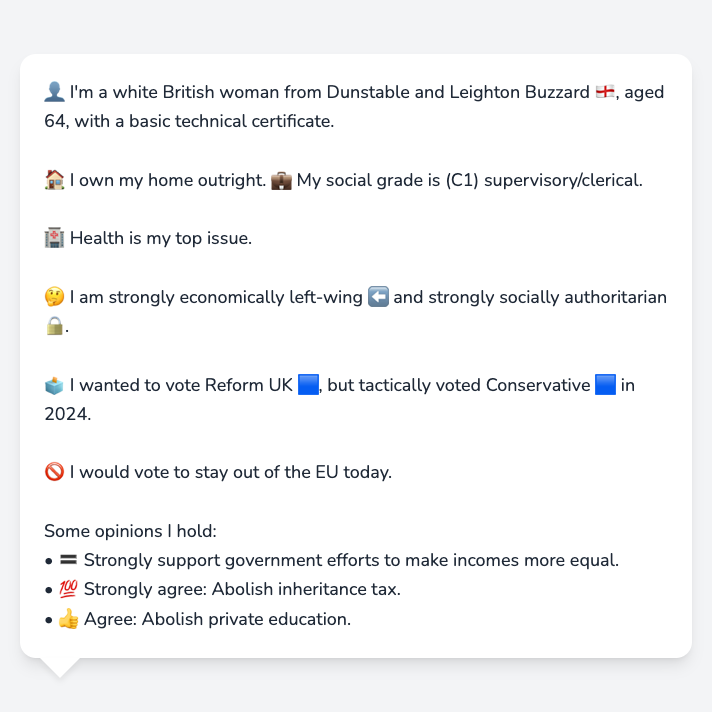 👤 I'm a white British woman from Dunstable and Leighton Buzzard 🏴󠁧󠁢󠁥󠁮󠁧󠁿, aged
64, with a basic technical certificate.
🏠 I own my home outright. 💼 My social grade is (C1) supervisory/clerical.
🏥 Health is my top issue.
🤔 I am strongly economically left-wing ⬅️ and strongly socially authoritarian
🔒.
🗳️ I wanted to vote Reform UK 🟦, but tactically voted Conservative 🟦 in
2024.
🚫 I would vote to stay out of the EU today.
Some opinions I hold:
• 🟰 Strongly support government efforts to make incomes more equal.
• 💯 Strongly agree: Abolish inheritance tax.
• 👍 Agree: Abolish private education.